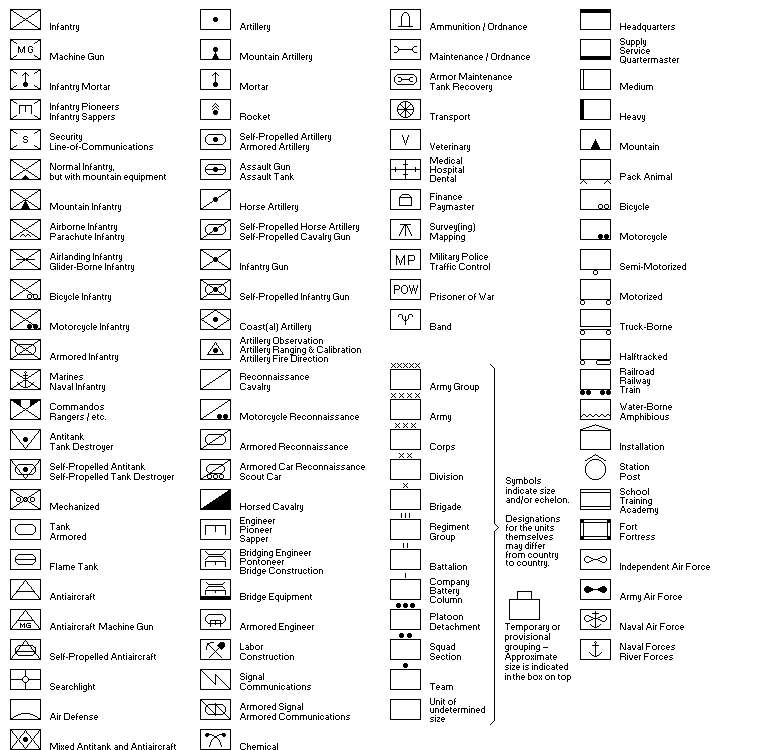 Infantry
MG
Machine Gun
Infantry Mortar
Infantry Pioneers
Infantry Sappers
S
Security
Line-of-Communications
Normal Infantry,
but with mountain equipment
Mountain Infantry
Airborne Infantry
Parachute Infantry
Airlanding Infantry
Glider-Borne Infantry
Bicycle Infantry
Motorcycle Infantry
Armored Infantry
Marines
Naval Infantry
Commandos
Rangers / etc.
Antitank
Tank Destroyer
Self-Propelled Antitank
Self-Propelled Tank Destroyer
Mechanized
Tank
Armored
Flame Tank
Antiaircraft
MG
Antiaircraft Machine Gun
Self-Propelled Antiaircraft
Searchlight
Air Defense
Mixed Antitank and Antiaircraft
Artillery
Mountain Artillery
Mortar
Rocket
Self-Propelled Artillery
Armored Artillery
Assault Gun
Assault Tank
Horse Artillery
Self-Propelled Horse Artillery
Self-Propelled Cavalry Gun
Infantry Gun
Self-Propelled Infantry Gun
Coast(al) Artillery
Artillery Observation
Artillery Ranging & Calibration
Artillery Fire Direction
Reconnaissance
Cavalry
Motorcycle Reconnaissance
Armored Reconnaissance
Armored Car Reconnaissance
Scout Car
Horsed Cavalry
Engineer
Pioneer
Sapper
Bridging Engineer
Pontoneer
Bridge Construction
Bridge Equipment
Armored Engineer
Labor
Construction
Signal
Communications
Armored Signal
Armored Communications
Chemical
Ammunition / Ordnance
Maintenance / Ordnance
Armor Maintenance
Tank Recovery
Transport
V
Veterinary
Medical
Hospital
Dental
Finance
Paymaster
Survey(ing)
Mapping
MP
Military Police
Traffic Control
POW
Prisoner of War
Band
XXXXX
Army Group
XXXX
Army
XXX
Corps
XX
Division
X
Brigade
III
Regiment
Group
II
Battalion
I
Company
Battery
Column
Platoon
Detachment
Squad
Section
Team
Unit of
undetermined
size
Symbols
indicate size
and/or echelon.
Designations
for the units
themselves
may differ
from country
to country.
Temporary or
provisional
grouping –
Approximate
size is indicated
in the box on top
Headquarters
Supply
Service
Quartermaster
Medium
Heavy
Mountain
Pack Animal
Bicycle
Motorcycle
Semi-Motorized
Motorized
Truck-Borne
Halftracked
Railroad
Railway
Train
Water-Borne
Amphibious
Installation
Station
Post
School
Training
Academy
Fort
Fortress
Independent Air Force
Army Air Force
Naval Air Force
Naval Forces
River Forces